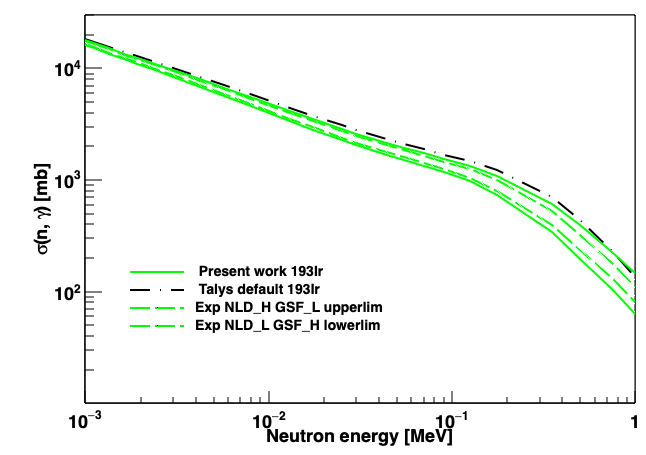 σ(n, γ) [mb]
10⁴
10³
10²
Present work 193Ir
Talys default 193Ir
Exp NLD_H GSF_L upperlim
Exp NLD_L GSF_H lowerlim
10⁻³ 10⁻² 10⁻¹ 1
Neutron energy [MeV]